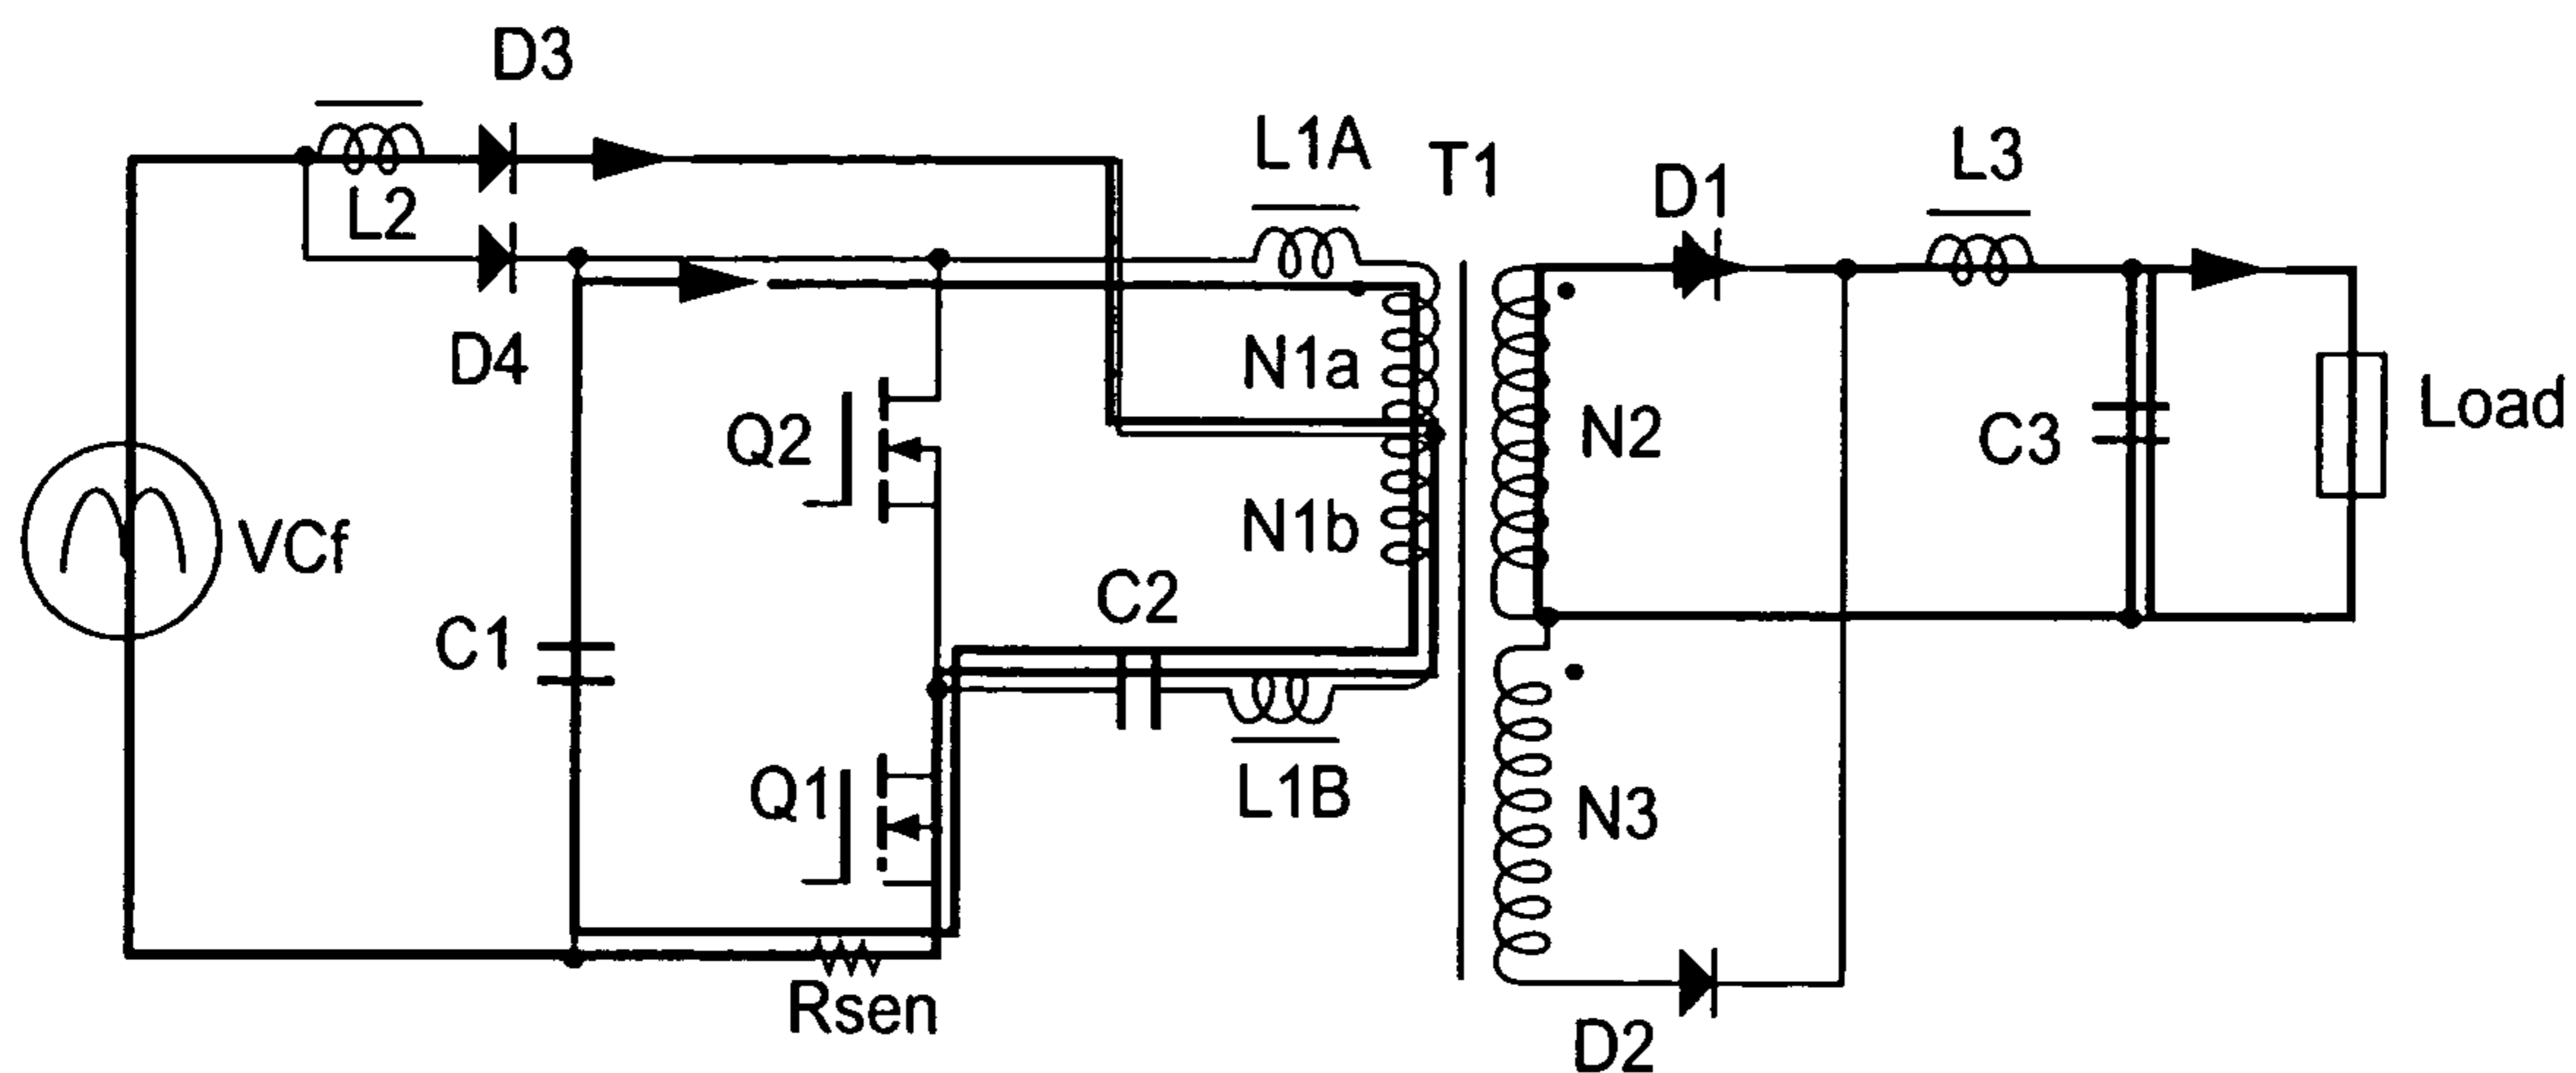 D3
L1A
T1
L3
D1
L2
D4
N1a
Q2
N2
Load
C3
N1b
VCf
C2
C1
Q1
L1B
N3
Rsen
D2